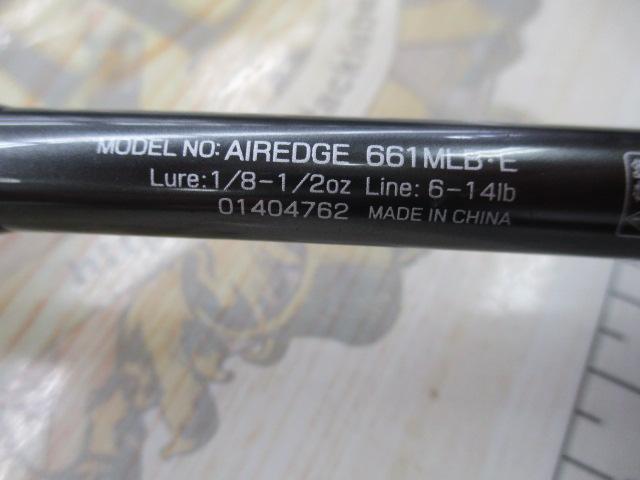 MODEL NO: AIREDGE 661MLB・E
Lure:1/8-1/2oz Line: 6-14lb
01404762 MADE IN CHINA